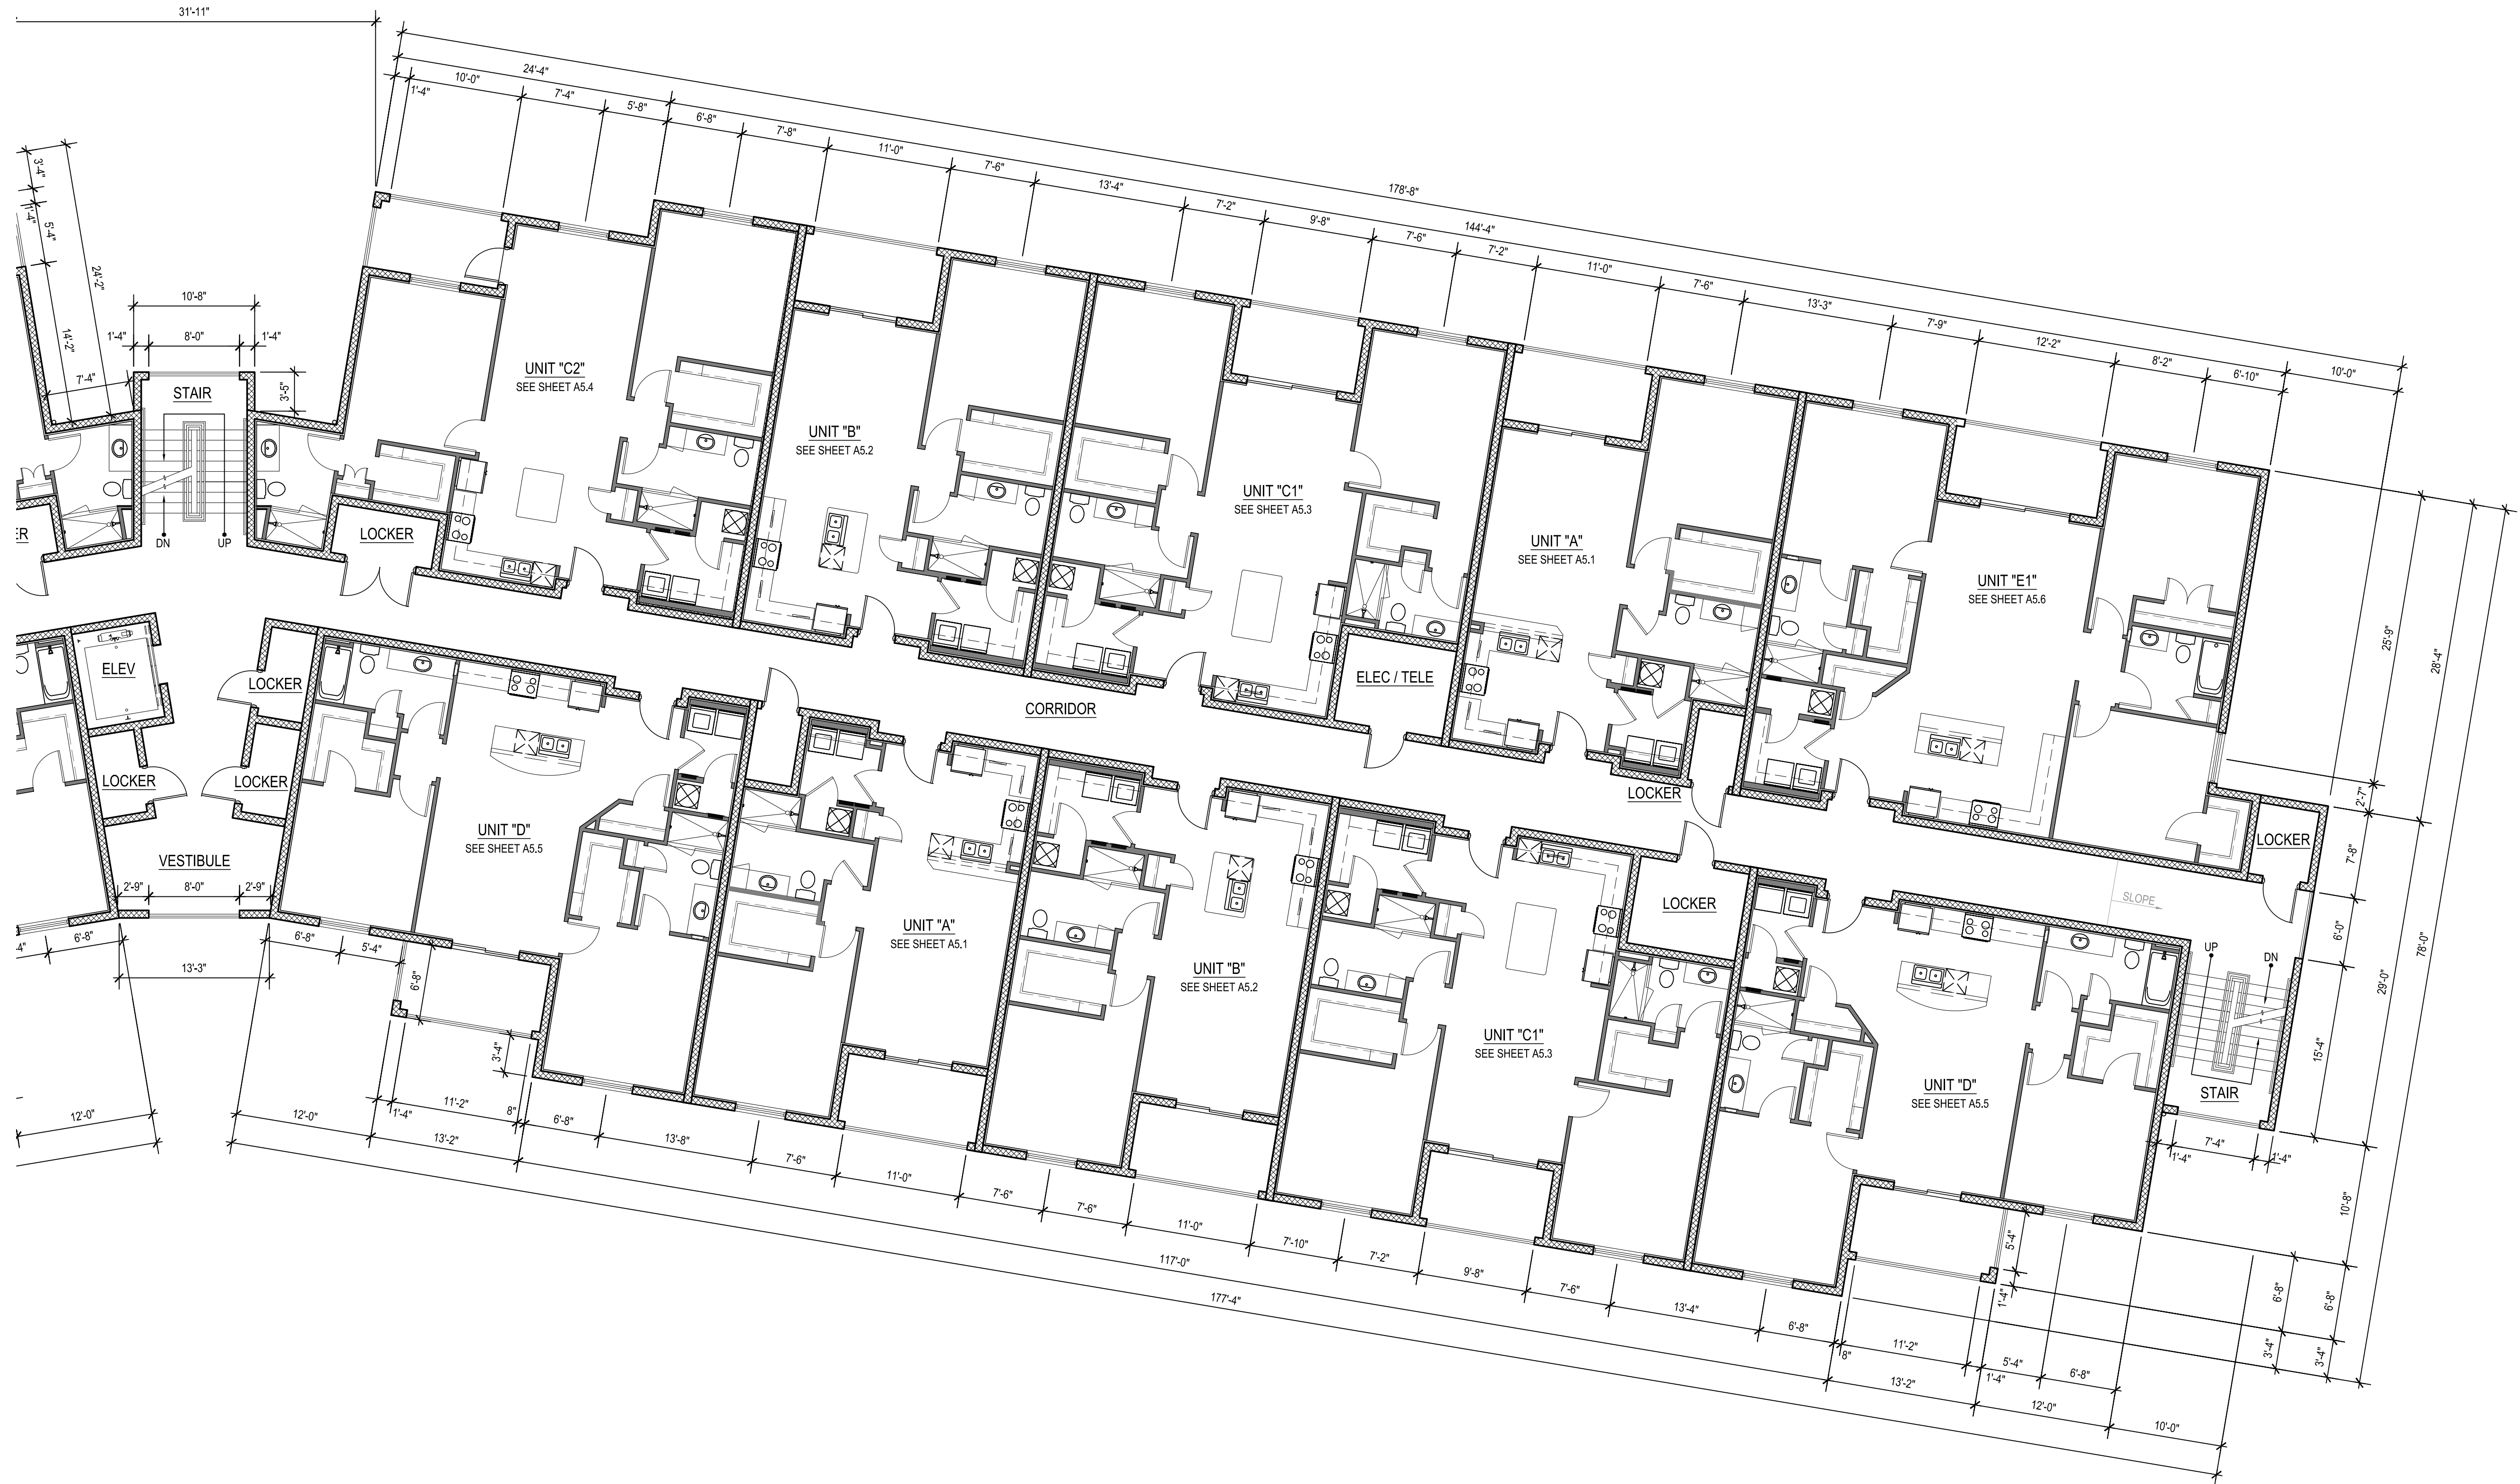 31'-11"
24'-4"
178'-8"
10'-0"
7'-4"
5'-8"
1'-4"
6'-8"
7'-8"
11'-0"
7'-6"
13'-4"
7'-2"
9'-8"
144'-4"
7'-6"
7'-2"
11'-0"
7'-6"
13'-3"
7'-9"
12'-2"
8'-2"
6'-10"
10'-0"
3'-4"
1'-4"
5'-4"
24'-2"
14'-2"
7'-4"
10'-8"
1'-4"
8'-0"
1'-4"
3'-5"
STAIR
DN
UP
ER
LOCKER
UNIT "C2"
SEE SHEET A5.4
UNIT "B"
SEE SHEET A5.2
UNIT "C1"
SEE SHEET A5.3
UNIT "A"
SEE SHEET A5.1
UNIT "E1"
SEE SHEET A5.6
ELEC / TELE
CORRIDOR
LOCKER
LOCKER
25'-9"
28'-4"
2'-7"
7'-8"
6'-0"
78'-0"
29'-0"
15'-4"
10'-8"
ELEV
LOCKER
LOCKER
LOCKER
VESTIBULE
2'-9"
8'-0"
2'-9"
4"
6'-8"
13'-3"
6'-8"
5'-4"
6'-8"
3'-4"
UNIT "D"
SEE SHEET A5.5
UNIT "A"
SEE SHEET A5.1
UNIT "B"
SEE SHEET A5.2
UNIT "C1"
SEE SHEET A5.3
LOCKER
SLOPE
UNIT "D"
SEE SHEET A5.5
UP
DN
STAIR
7'-4"
1'-4"
1'-4"
5'-4"
1'-4"
6'-8"
6'-8"
3'-4"
3'-4"
12'-0"
12'-0"
13'-2"
1'-4"
11'-2"
8"
6'-8"
13'-8"
7'-6"
11'-0"
7'-6"
7'-6"
11'-0"
7'-10"
7'-2"
9'-8"
7'-6"
13'-4"
6'-8"
8"
11'-2"
1'-4"
5'-4"
6'-8"
117'-0"
177'-4"
13'-2"
12'-0"
10'-0"